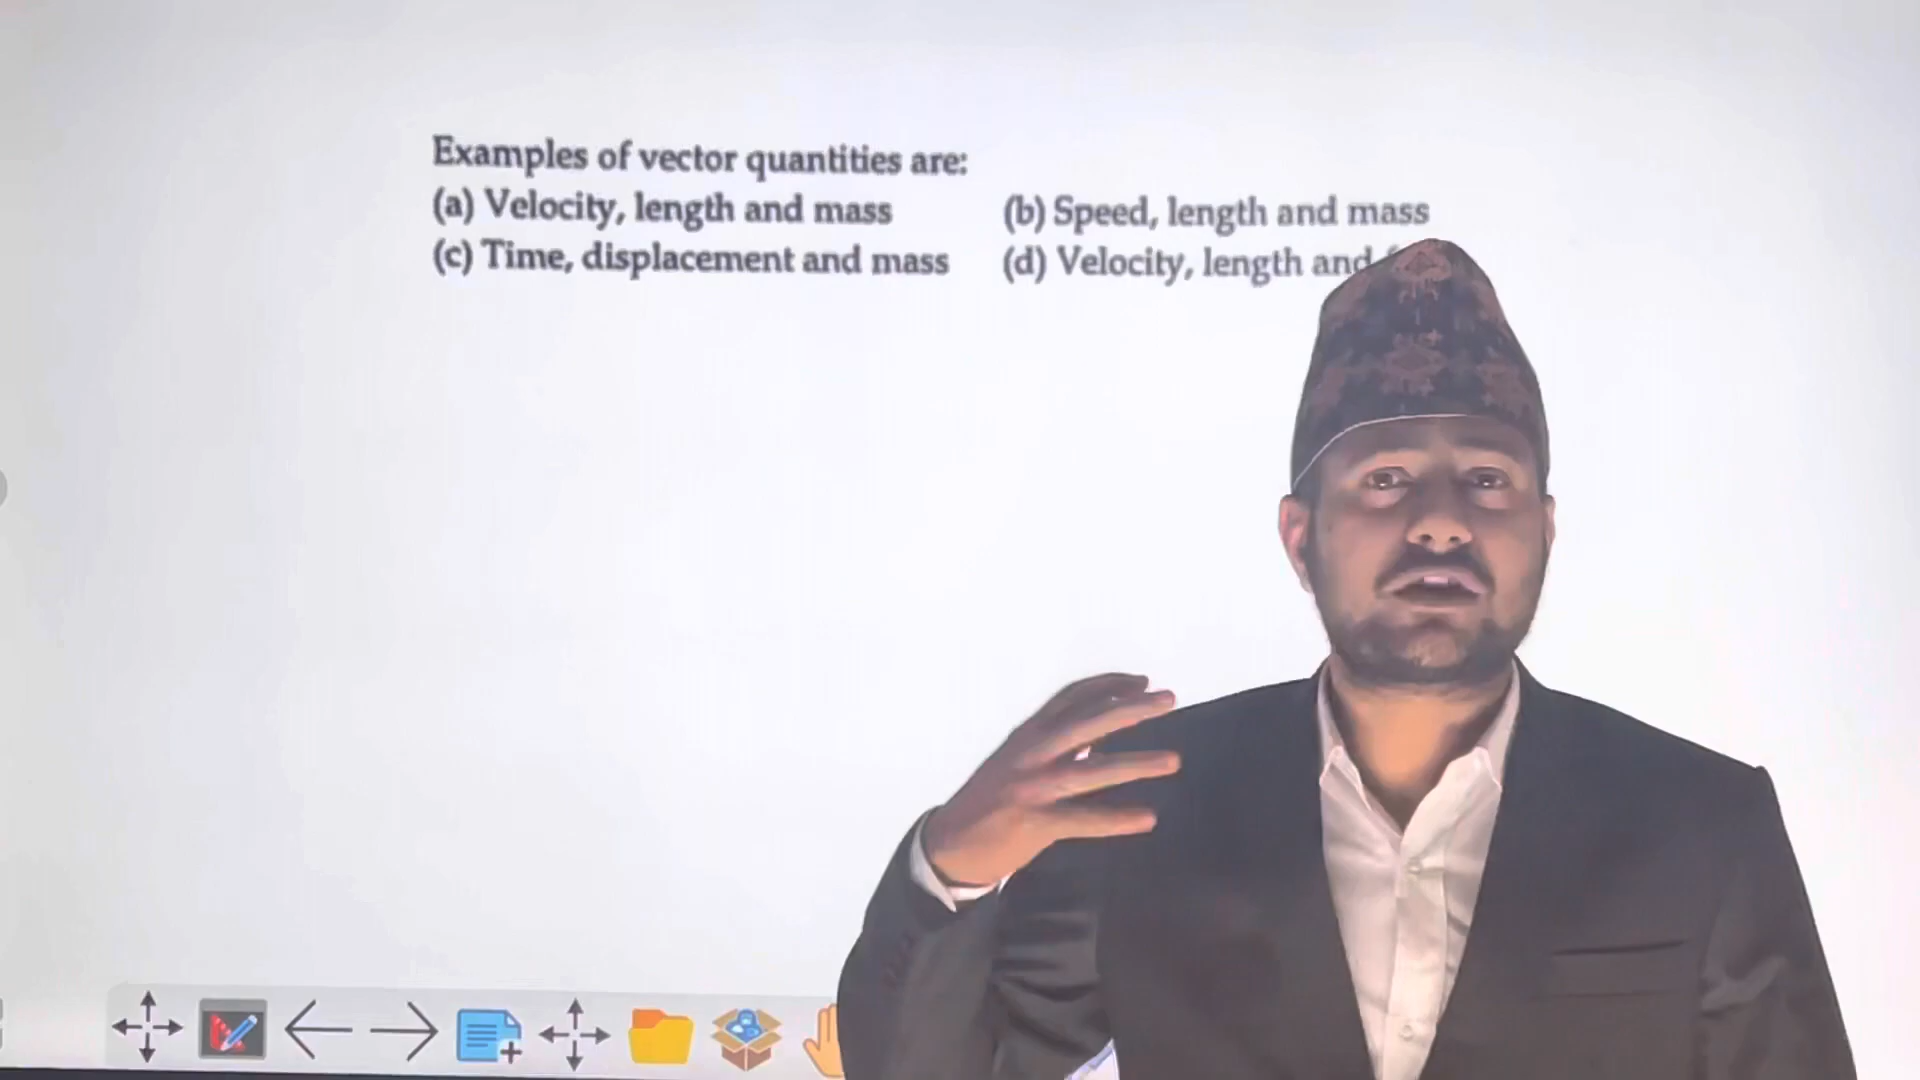 Examples of vector quantities are:
(a) Velocity, length and mass (b) Speed, length and mass
(c) Time, displacement and mass (d) Velocity, length and